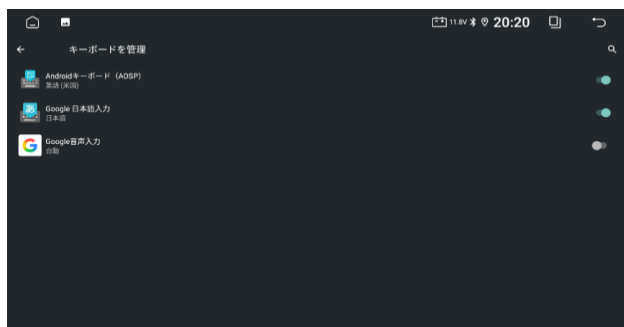 11.8V 20:20
キーボードを管理
Androidキーボード (AOSP)
英語 (米国)
Google 日本語入力
日本語
Google音声入力
自動